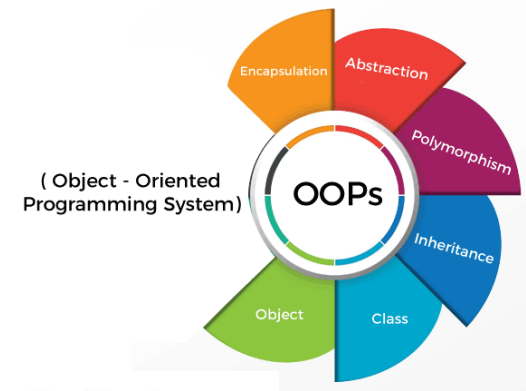 Encapsulation
Abstraction
Polymorphism
Inheritance
Class
Object
( Object - Oriented
Programming System)
OOPs